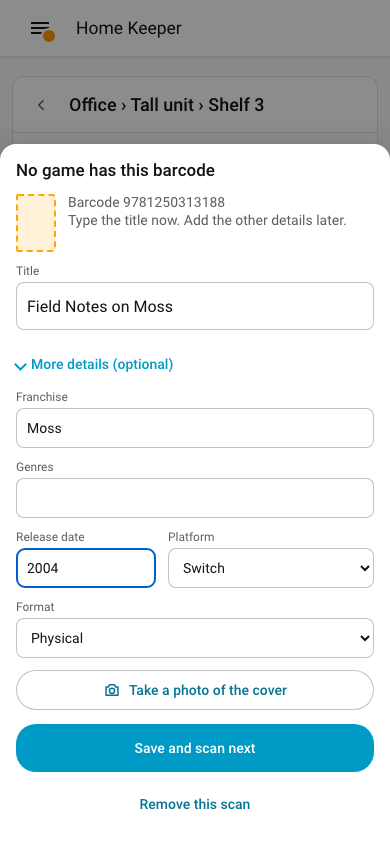 Home Keeper
Office › Tall unit › Shelf 3
No game has this barcode
Barcode 9781250313188
Type the title now. Add the other details later.
Title
Field Notes on Moss
More details (optional)
Franchise
Moss
Genres
Release date
Platform
2004
Switch
Format
Physical
Take a photo of the cover
Save and scan next
Remove this scan